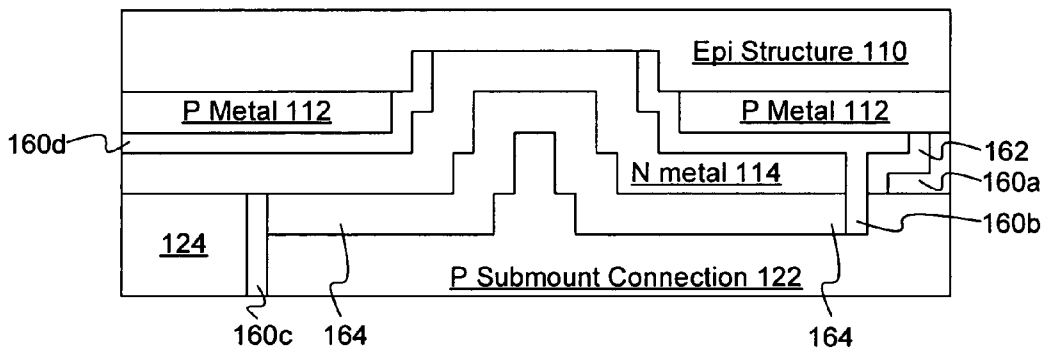 Epi Structure 110
P Metal 112
P Metal 112
160d
162
N metal 114
160a
160b
124
P Submount Connection 122
160c
164
164